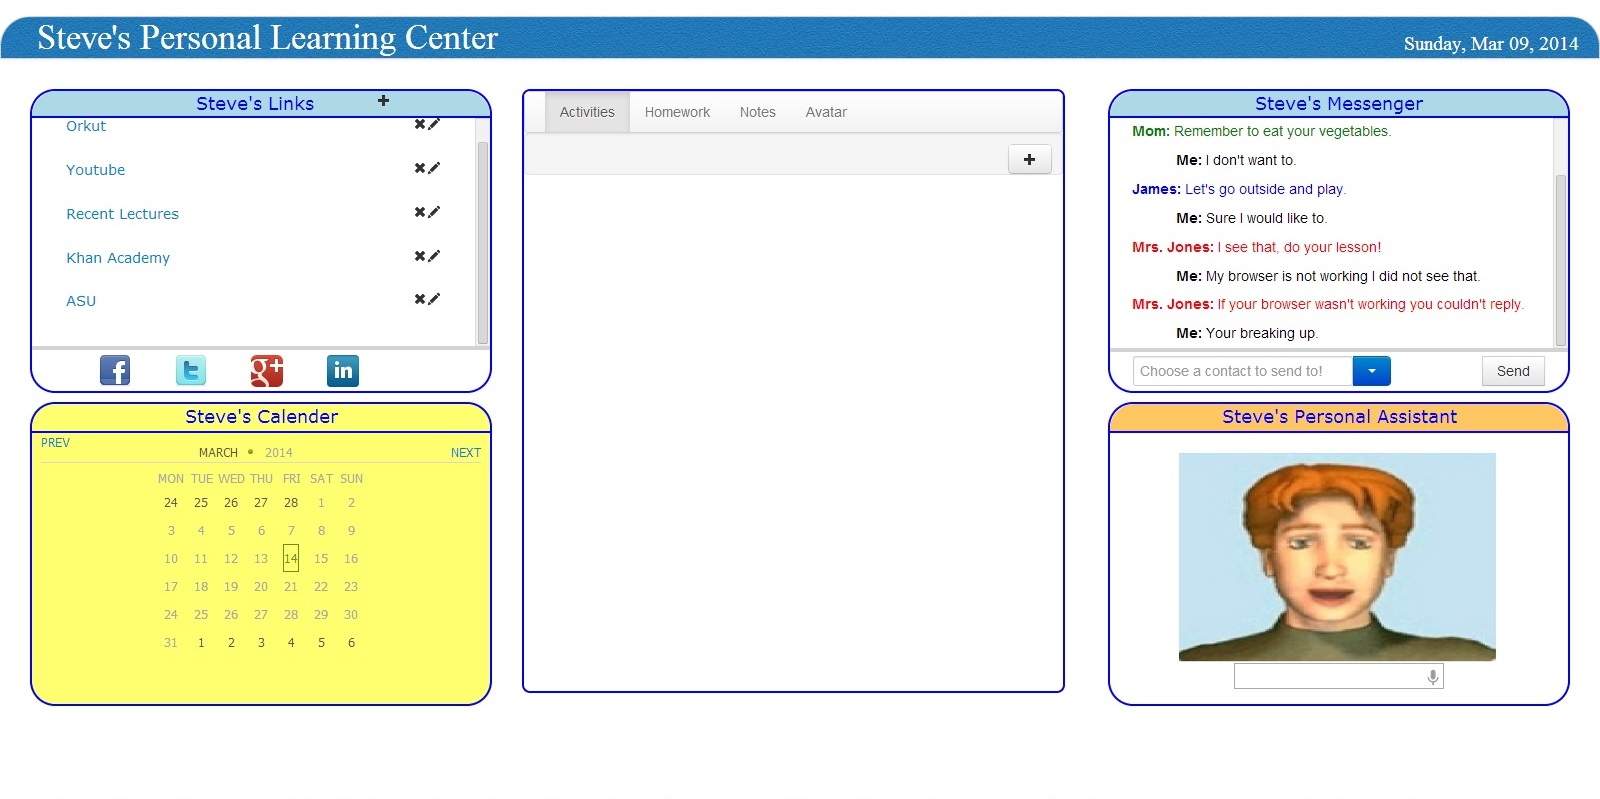 Steve's Personal Learning Center
Sunday, Mar 09, 2014
Steve's Links
Orkut
Youtube
Recent Lectures
Khan Academy
ASU
f t g+ in
Steve's Calender
PREV
MARCH • 2014
NEXT
MON TUE WED THU FRI SAT SUN
24 25 26 27 28 1 2
3 4 5 6 7 8 9
10 11 12 13 14 15 16
17 18 19 20 21 22 23
24 25 26 27 28 29 30
31 1 2 3 4 5 6
Activities Homework Notes Avatar
Steve's Messenger
Mom: Remember to eat your vegetables.
Me: I don't want to.
James: Let's go outside and play.
Me: Sure I would like to.
Mrs. Jones: I see that, do your lesson!
Me: My browser is not working I did not see that.
Mrs. Jones: If your browser wasn't working you couldn't reply.
Me: Your breaking up.
Choose a contact to send to!
Send
Steve's Personal Assistant